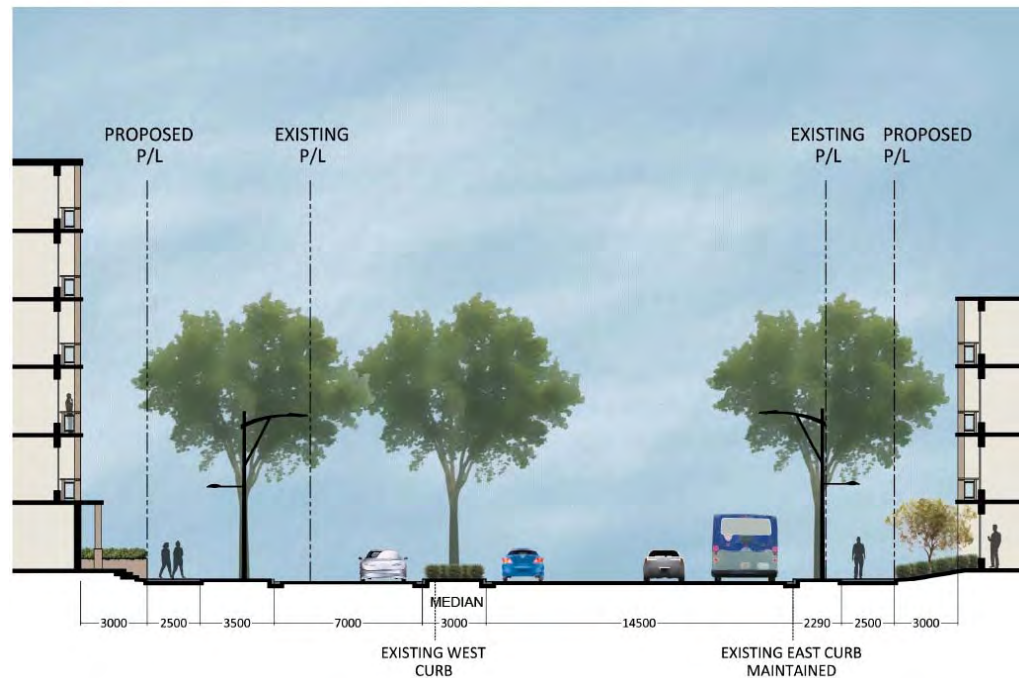 PROPOSED
P/L
EXISTING
P/L
EXISTING
P/L
PROPOSED
P/L
MEDIAN
3000 2500 3500 7000 3000 14500 2290 2500 3000
EXISTING WEST
CURB
EXISTING EAST CURB
MAINTAINED